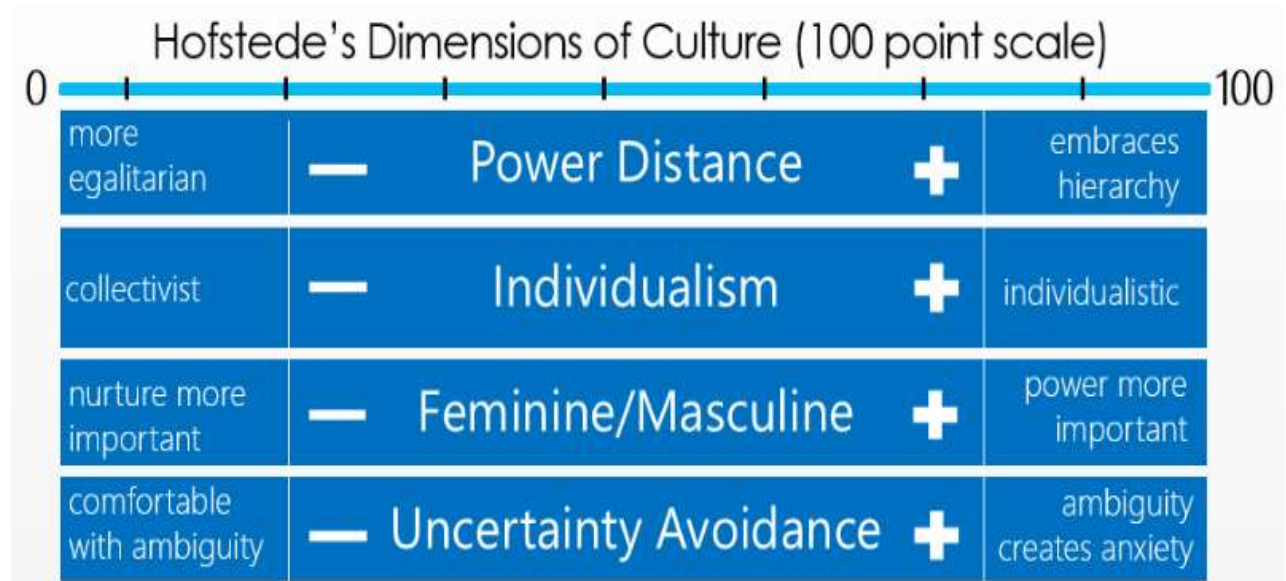 Hofstede's Dimensions of Culture (100 point scale)
0 100
more
egalitarian
— Power Distance +
embraces
hierarchy
collectivist
— Individualism +
individualistic
nurture more
important
— Feminine/Masculine +
power more
important
comfortable
with ambiguity
— Uncertainty Avoidance +
ambiguity
creates anxiety